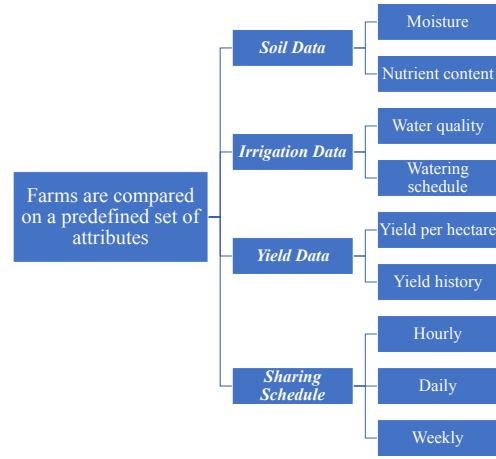 Farms are compared
on a predefined set of
attributes
Soil Data
Moisture
Nutrient content
Irrigation Data
Water quality
Watering
schedule
Yield Data
Yield per hectare
Yield history
Sharing
Schedule
Hourly
Daily
Weekly